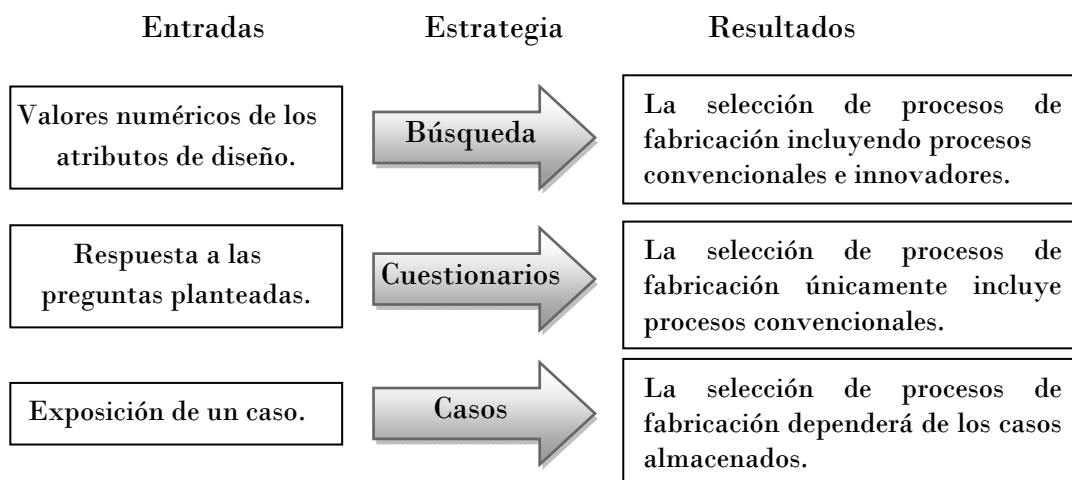 Entradas Estrategia Resultados
Valores numéricos de los
atributos de diseño.
Búsqueda
La selección de procesos de
fabricación incluyendo procesos
convencionales e innovadores.
Respuesta a las
preguntas planteadas.
Cuestionarios
La selección de procesos de
fabricación únicamente incluye
procesos convencionales.
Exposición de un caso.
Casos
La selección de procesos de
fabricación dependerá de los casos
almacenados.